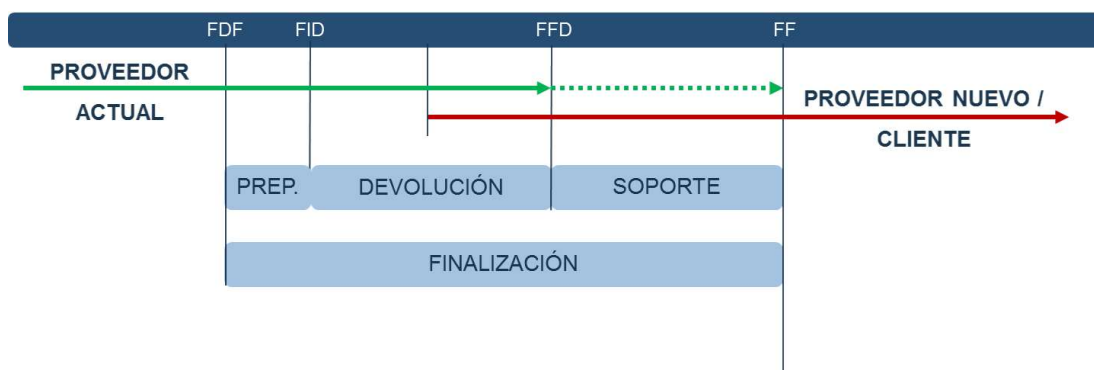 FDF FID FFD FF
PROVEEDOR
ACTUAL
PROVEEDOR NUEVO /
CLIENTE
PREP. DEVOLUCIÓN SOPORTE
FINALIZACIÓN